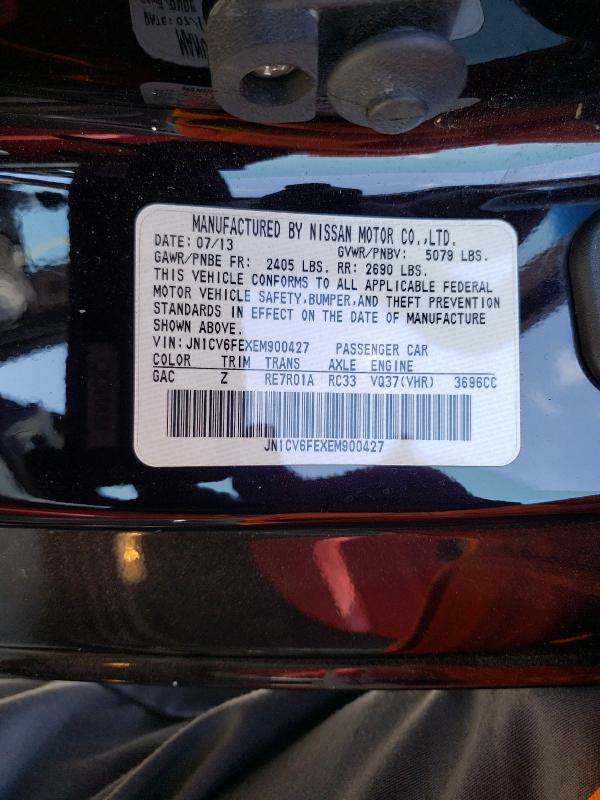 MANUFACTURED BY NISSAN MOTOR CO.,LTD.
DATE: 07/13 GVWR/PNBV: 5079 LBS.
GAWR/PNBE FR: 2405 LBS. RR: 2690 LBS.
THIS VEHICLE CONFORMS TO ALL APPLICABLE FEDERAL
MOTOR VEHICLE SAFETY,BUMPER,AND THEFT PREVENTION
STANDARDS IN EFFECT ON THE DATE OF MANUFACTURE
SHOWN ABOVE.
VIN: JN1CV6FEXEM900427 PASSENGER CAR
COLOR TRIM TRANS AXLE ENGINE
GAC Z RE7R01A RC33 VQ37(VHR) 3696CC
JN1CV6FEXEM900427